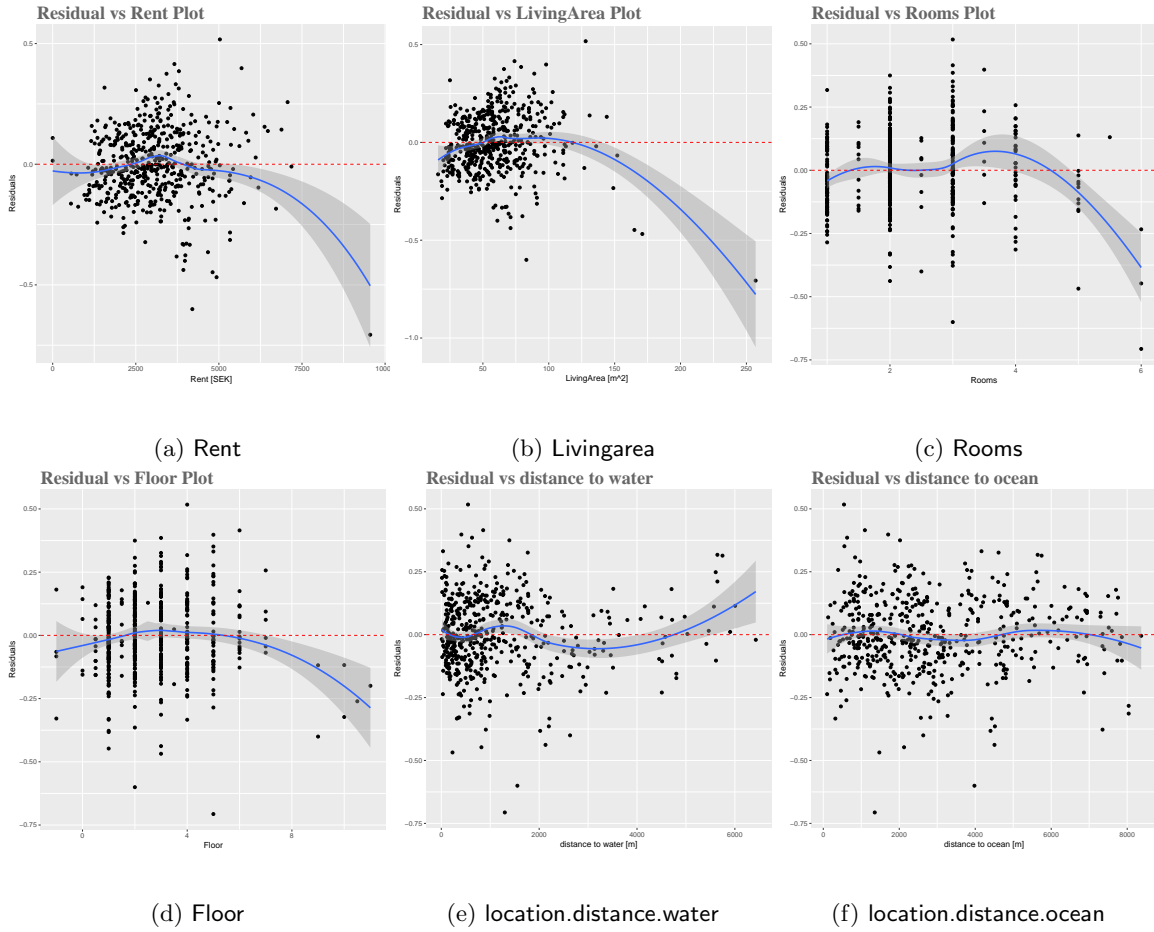 Residual vs Rent Plot
0.5
0.0
−0.5
Residuals
0
2500
5000
7500
10000
Rent [SEK]
(a) Rent
Residual vs LivingArea Plot
0.5
0.0
−0.5
−1.0
Residuals
50
100
150
200
250
LivingArea [m^2]
(b) Livingarea
Residual vs Rooms Plot
0.50
0.25
0.00
−0.25
−0.50
−0.75
Residuals
2
4
6
Rooms
(c) Rooms
Residual vs Floor Plot
0.50
0.25
0.00
−0.25
−0.50
−0.75
Residuals
0
4
8
Floor
(d) Floor
Residual vs distance to water
0.50
0.25
0.00
−0.25
−0.50
−0.75
Residuals
0
2000
4000
6000
distance to water [m]
(e) location.distance.water
Residual vs distance to ocean
0.50
0.25
0.00
−0.25
−0.50
−0.75
Residuals
0
2000
4000
6000
8000
distance to ocean [m]
(f) location.distance.ocean